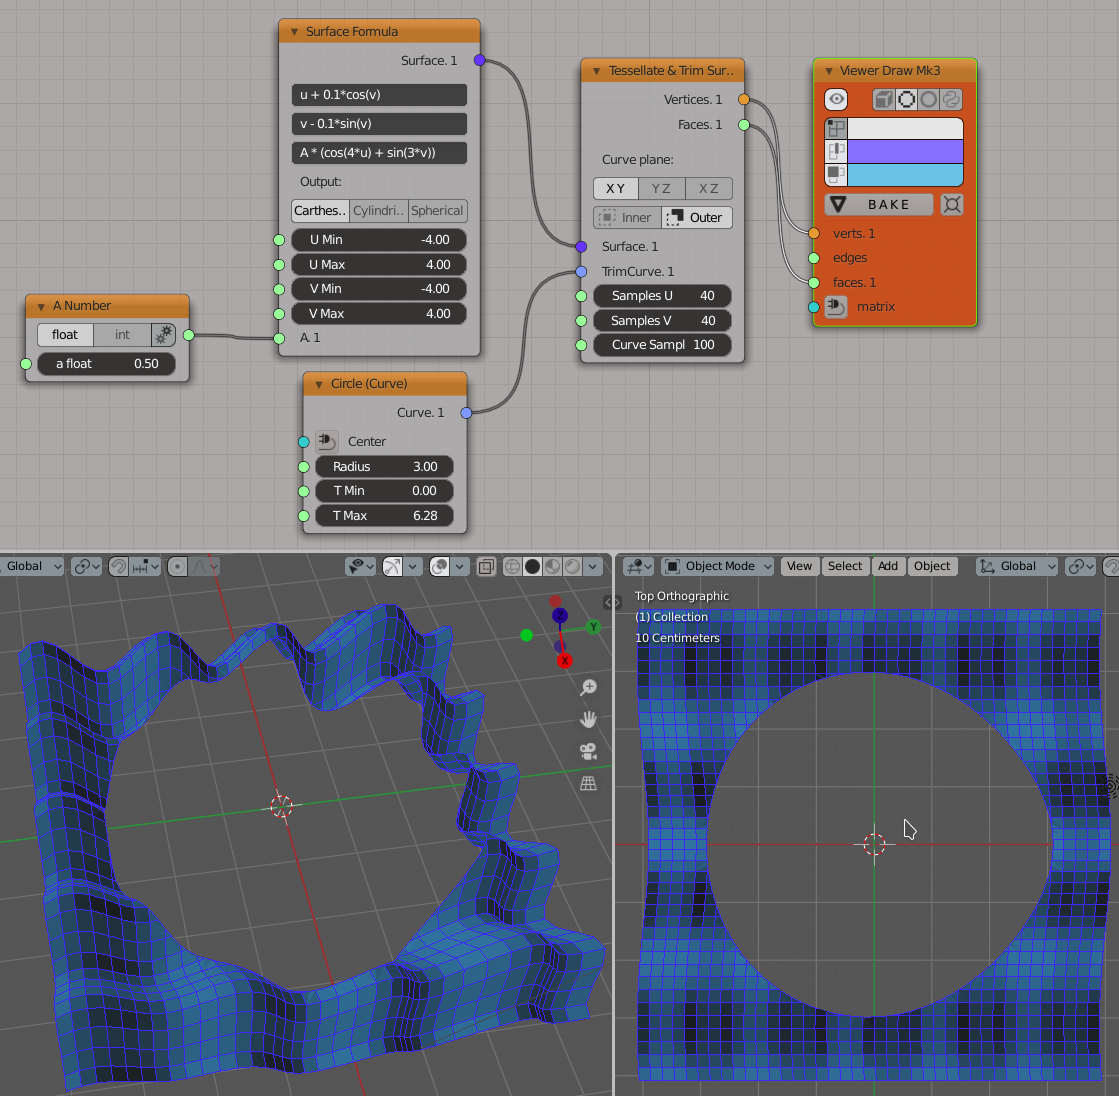 Surface Formula
Surface. 1
u + 0.1*cos(v)
v - 0.1*sin(v)
A * (cos(4*u) + sin(3*v))
Output:
Carthes.. Cylindri.. Spherical
U Min -4.00
U Max 4.00
V Min -4.00
V Max 4.00
A. 1
A Number
float int
a float 0.50
Circle (Curve)
Curve. 1
Center
Radius 3.00
T Min 0.00
T Max 6.28
Tessellate & Trim Sur..
Vertices. 1
Faces. 1
Curve plane:
X Y Y Z X Z
Inner Outer
Surface. 1
TrimCurve. 1
Samples U 40
Samples V 40
Curve Sampl 100
Viewer Draw Mk3
BAKE
verts. 1
edges
faces. 1
matrix
Global
Z
Y
X
Object Mode View Select Add Object Global
Top Orthographic
(1) Collection
10 Centimeters